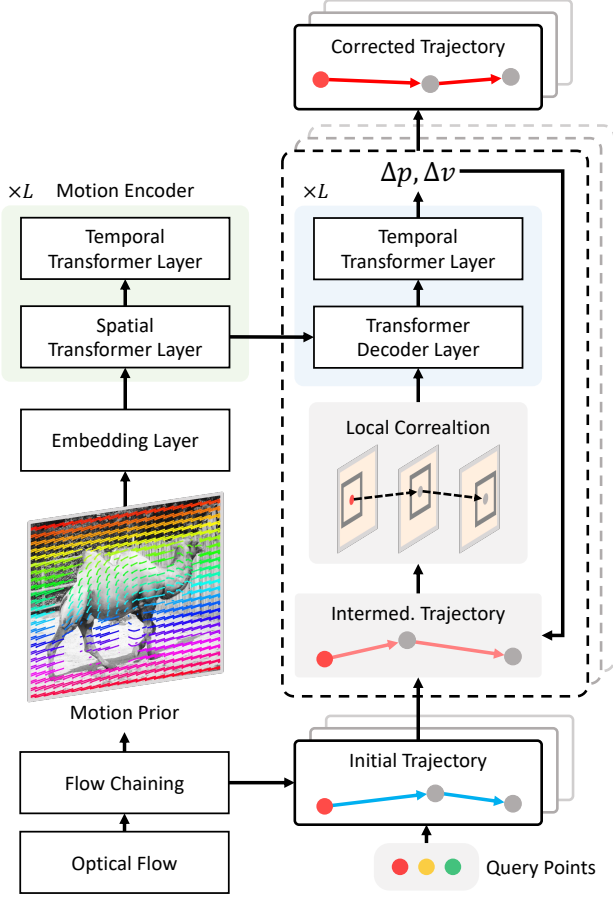 Corrected Trajectory
Δp, Δv
×L
Motion Encoder
×L
Temporal
Transformer Layer
Temporal
Transformer Layer
Spatial
Transformer Layer
Transformer
Decoder Layer
Embedding Layer
Local Correaltion
Intermed. Trajectory
Motion Prior
Flow Chaining
Initial Trajectory
Optical Flow
Query Points